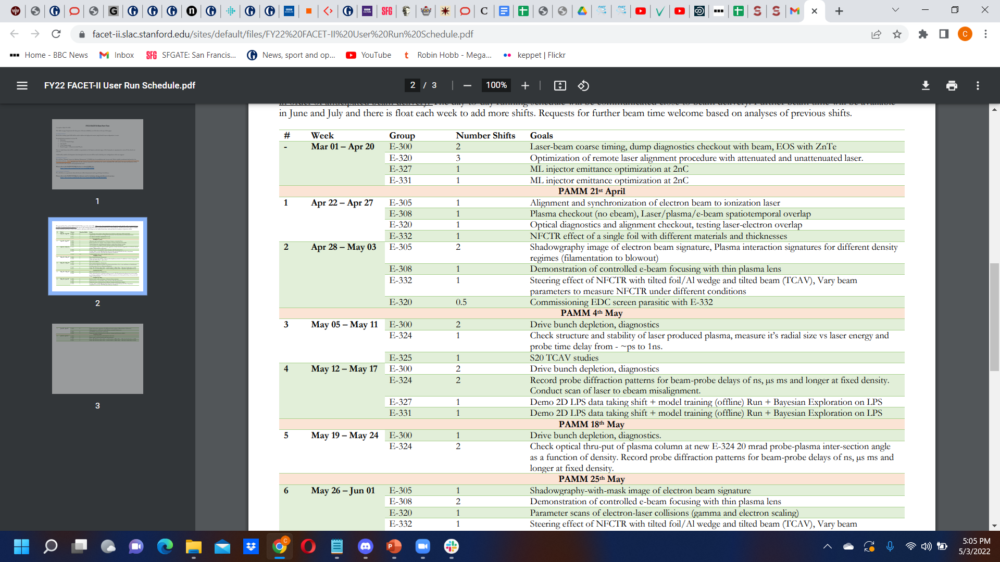 facet-ii.slac.stanford.edu/sites/default/files/FY22%20FACET-II%20User%20Run%20Schedule.pdf
C
Home - BBC News
Inbox
SFG SFGATE: San Francis...
News, sport and op...
YouTube
t Robin Hobb - Mega...
keppet | Flickr
FY22 FACET-II User Run Schedule.pdf
2 / 3
100%
1
2
3
in June and July and there is float each week to add more shifts. Requests for further beam time welcome based on analyses of previous shifts.
# Week Group Number Shifts Goals
- Mar 01 – Apr 20 E-300 2 Laser-beam coarse timing, dump diagnostics checkout with beam, EOS with ZnTe
E-320 3 Optimization of remote laser alignment procedure with attenuated and unattenuated laser.
E-327 1 ML injector emittance optimization at 2nC
E-331 1 ML injector emittance optimization at 2nC
PAMM 21st April
1 Apr 22 – Apr 27 E-305 1 Alignment and synchronization of electron beam to ionization laser
E-308 1 Plasma checkout (no ebeam), Laser/plasma/e-beam spatiotemporal overlap
E-320 1 Optical diagnostics and alignment checkout, testing laser-electron overlap
E-332 1 NFCTR effect of a single foil with different materials and thicknesses
2 Apr 28 – May 03 E-305 2 Shadowgraphy image of electron beam signature, Plasma interaction signatures for different density
regimes (filamentation to blowout)
E-308 1 Demonstration of controlled e-beam focusing with thin plasma lens
E-332 1 Steering effect of NFCTR with tilted foil/Al wedge and tilted beam (TCAV), Vary beam
parameters to measure NFCTR under different conditions
E-320 0.5 Commissioning EDC screen parasitic with E-332
PAMM 4th May
3 May 05 – May 11 E-300 2 Drive bunch depletion, diagnostics
E-324 1 Check structure and stability of laser produced plasma, measure it's radial size vs laser energy and
probe time delay from - ~ps to 1ns.
E-325 1 S20 TCAV studies
4 May 12 – May 17 E-300 2 Drive bunch depletion, diagnostics
E-324 2 Record probe diffraction patterns for beam-probe delays of ns, µs ms and longer at fixed density.
Conduct scan of laser to ebeam misalignment.
E-327 1 Demo 2D LPS data taking shift + model training (offline) Run + Bayesian Exploration on LPS
E-331 1 Demo 2D LPS data taking shift + model training (offline) Run + Bayesian Exploration on LPS
PAMM 18th May
5 May 19 – May 24 E-300 1 Drive bunch depletion, diagnostics.
E-324 2 Check optical thru-put of plasma column at new E-324 20 mrad probe-plasma inter-section angle
as a function of density. Record probe diffraction patterns for beam-probe delays of ns, µs ms and
longer at fixed density.
PAMM 25th May
6 May 26 – Jun 01 E-305 1 Shadowgraphy-with-mask image of electron beam signature
E-308 2 Demonstration of controlled e-beam focusing with thin plasma lens
E-320 1 Parameter scans of electron-laser collisions (gamma and electron scaling)
E-332 1 Steering effect of NFCTR with tilted foil/Al wedge and tilted beam (TCAV), Vary beam
5:05 PM
5/3/2022